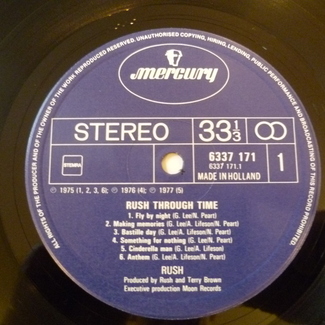 ALL RIGHTS OF THE PRODUCER AND OF THE OWNER OF THE WORK REPRODUCED RESERVED. UNAUTHORISED COPYING, HIRING, LENDING, PUBLIC PERFORMANCE AND BROADCASTING OF THIS RECORD PROHIBITED.
mercury
STEREO 33 1/3
STEMRA
6337 171
6337 171.1
MADE IN HOLLAND
1
℗ 1975 (1, 2, 3, 6); ℗ 1976 (4); ℗ 1977 (5)
RUSH THROUGH TIME
1. Fly by night (G. Lee/N. Peart)
2. Making memories (G. Lee/A. Lifeson/N. Peart)
3. Bastille day (G. Lee/A. Lifeson/N. Peart)
4. Something for nothing (G. Lee/N. Peart)
5. Cinderella man (G. Lee/A. Lifeson)
6. Anthem (G. Lee/A. Lifeson/N. Peart)
RUSH
Produced by Rush and Terry Brown
Executive production Moon Records